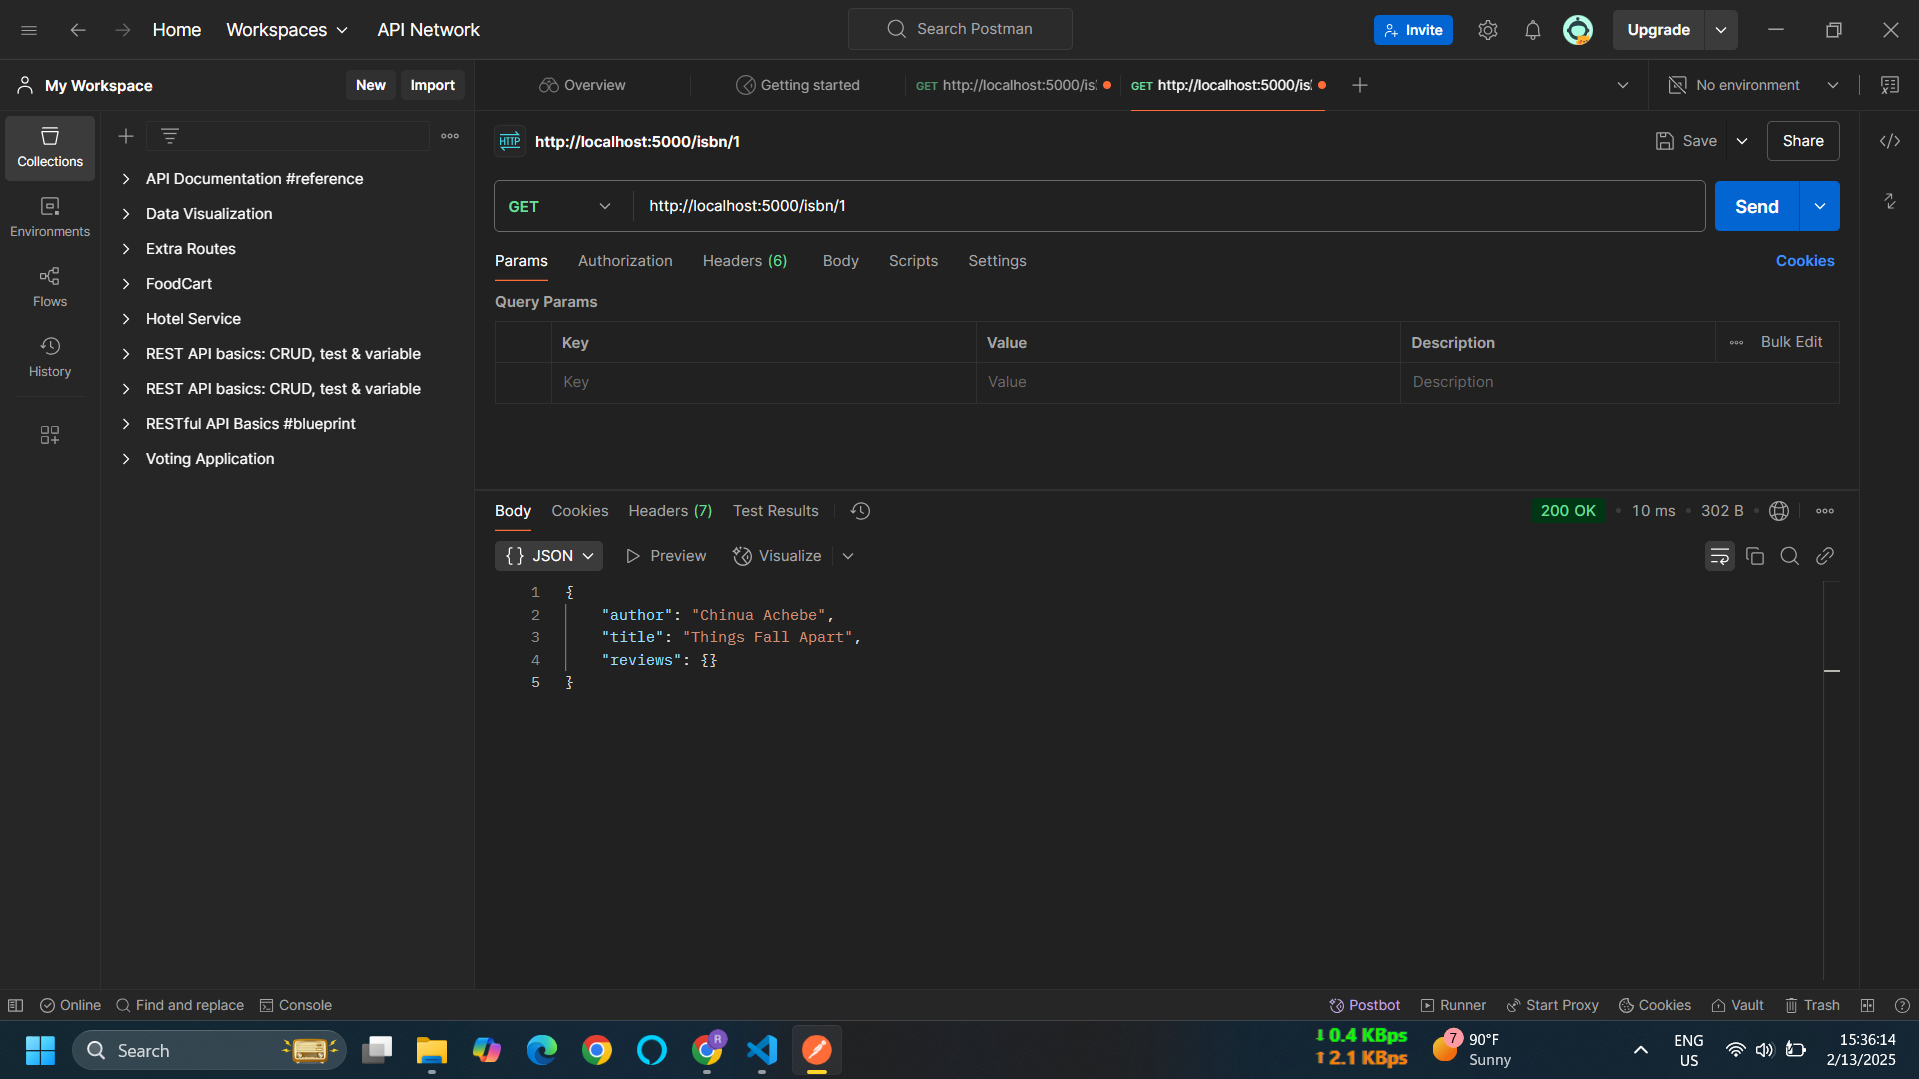 Home Workspaces API Network Search Postman Invite Upgrade
My Workspace New Import Overview Getting started GET http://localhost:5000/is GET http://localhost:5000/is No environment
Collections
Environments
Flows
History
API Documentation #reference
Data Visualization
Extra Routes
FoodCart
Hotel Service
REST API basics: CRUD, test & variable
REST API basics: CRUD, test & variable
RESTful API Basics #blueprint
Voting Application
HTTP http://localhost:5000/isbn/1 Save Share
GET http://localhost:5000/isbn/1 Send
Params Authorization Headers (6) Body Scripts Settings Cookies
Query Params
Key Value Description Bulk Edit
Key Value Description
Body Cookies Headers (7) Test Results 200 OK 10 ms 302 B
{} JSON Preview Visualize
1 {
2 "author": "Chinua Achebe",
3 "title": "Things Fall Apart",
4 "reviews": {}
5 }
Online Find and replace Console Postbot Runner Start Proxy Cookies Vault Trash
Search R 0.4 KBps 7 90°F ENG 15:36:14
2.1 KBps Sunny US 2/13/2025